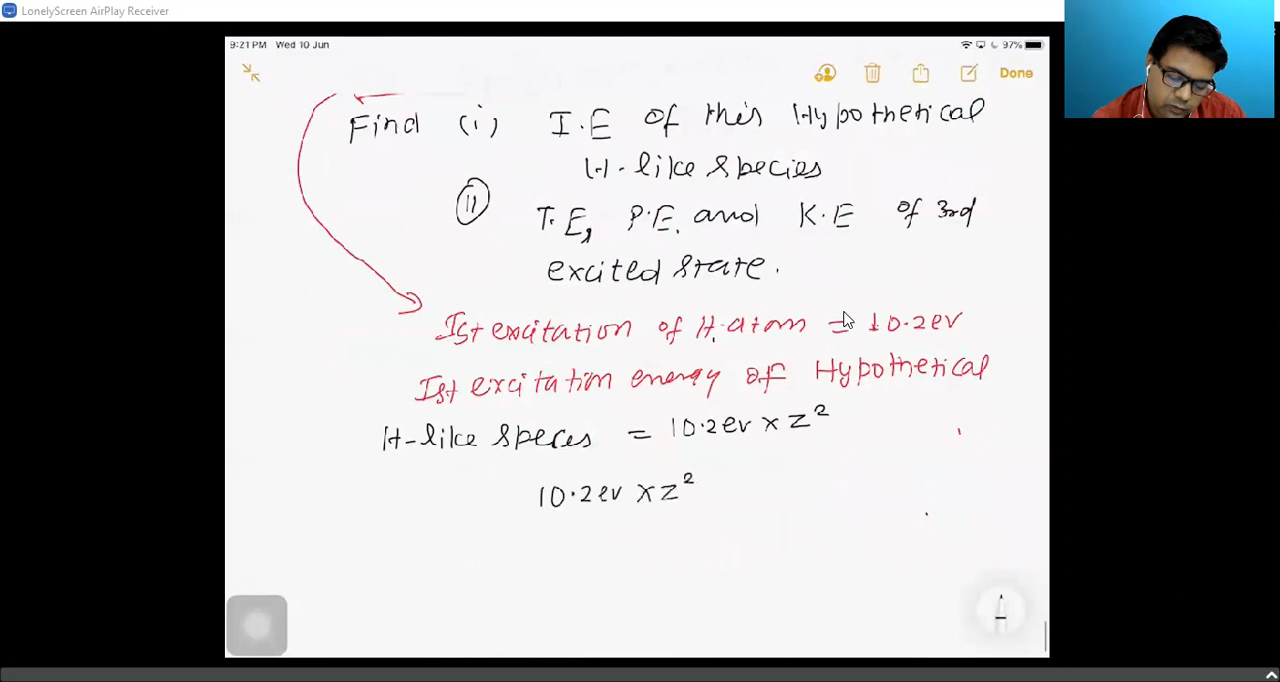 LonelyScreen AirPlay Receiver
9:21 PM Wed 10 Jun
97%
Done
Find (i) I.E of this Hypothetical
H-like species
(ii) T.E, P.E. and K.E of 3rd
excited state.
Ist excitation of H.atom = 10.2ev
Ist excitation energy of Hypothetical
H-like speces = 10.2ev x z²
10.2ev x z²